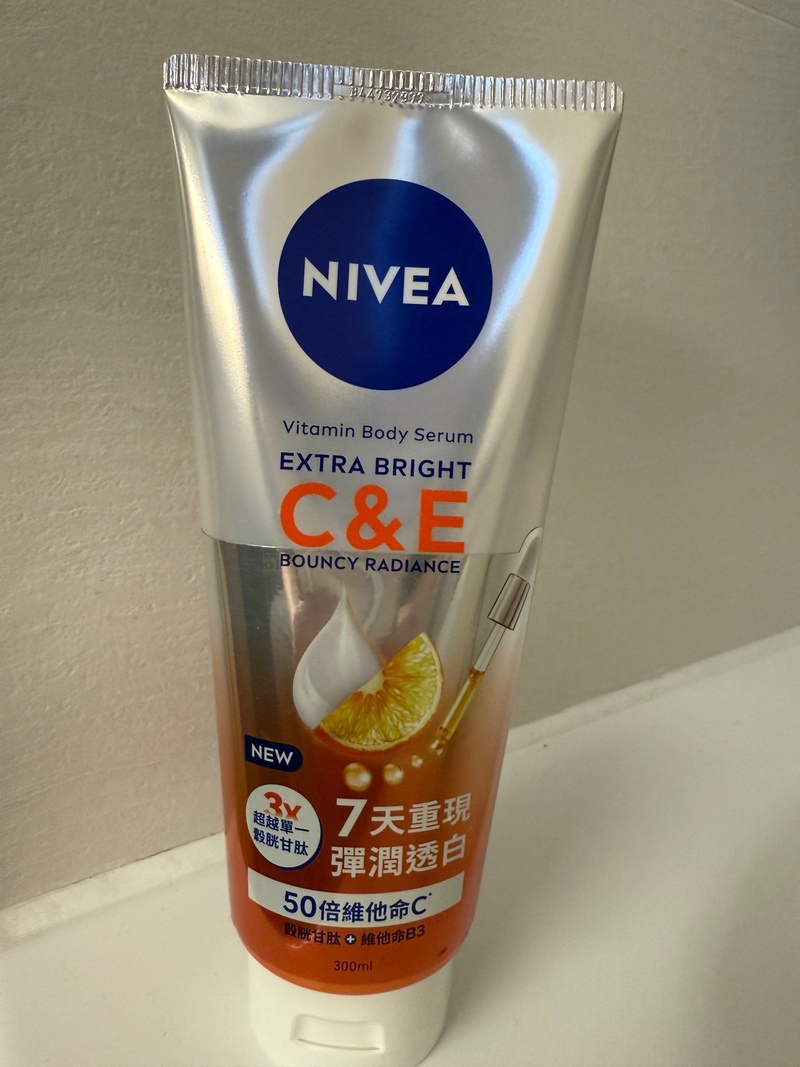 NIVEA
Vitamin Body Serum
EXTRA BRIGHT
C&E
BOUNCY RADIANCE
NEW
3x
超越單一
穀胱甘肽
7天重現
彈潤透白
50倍維他命C*
穀胱甘肽 + 維他命B3
300ml